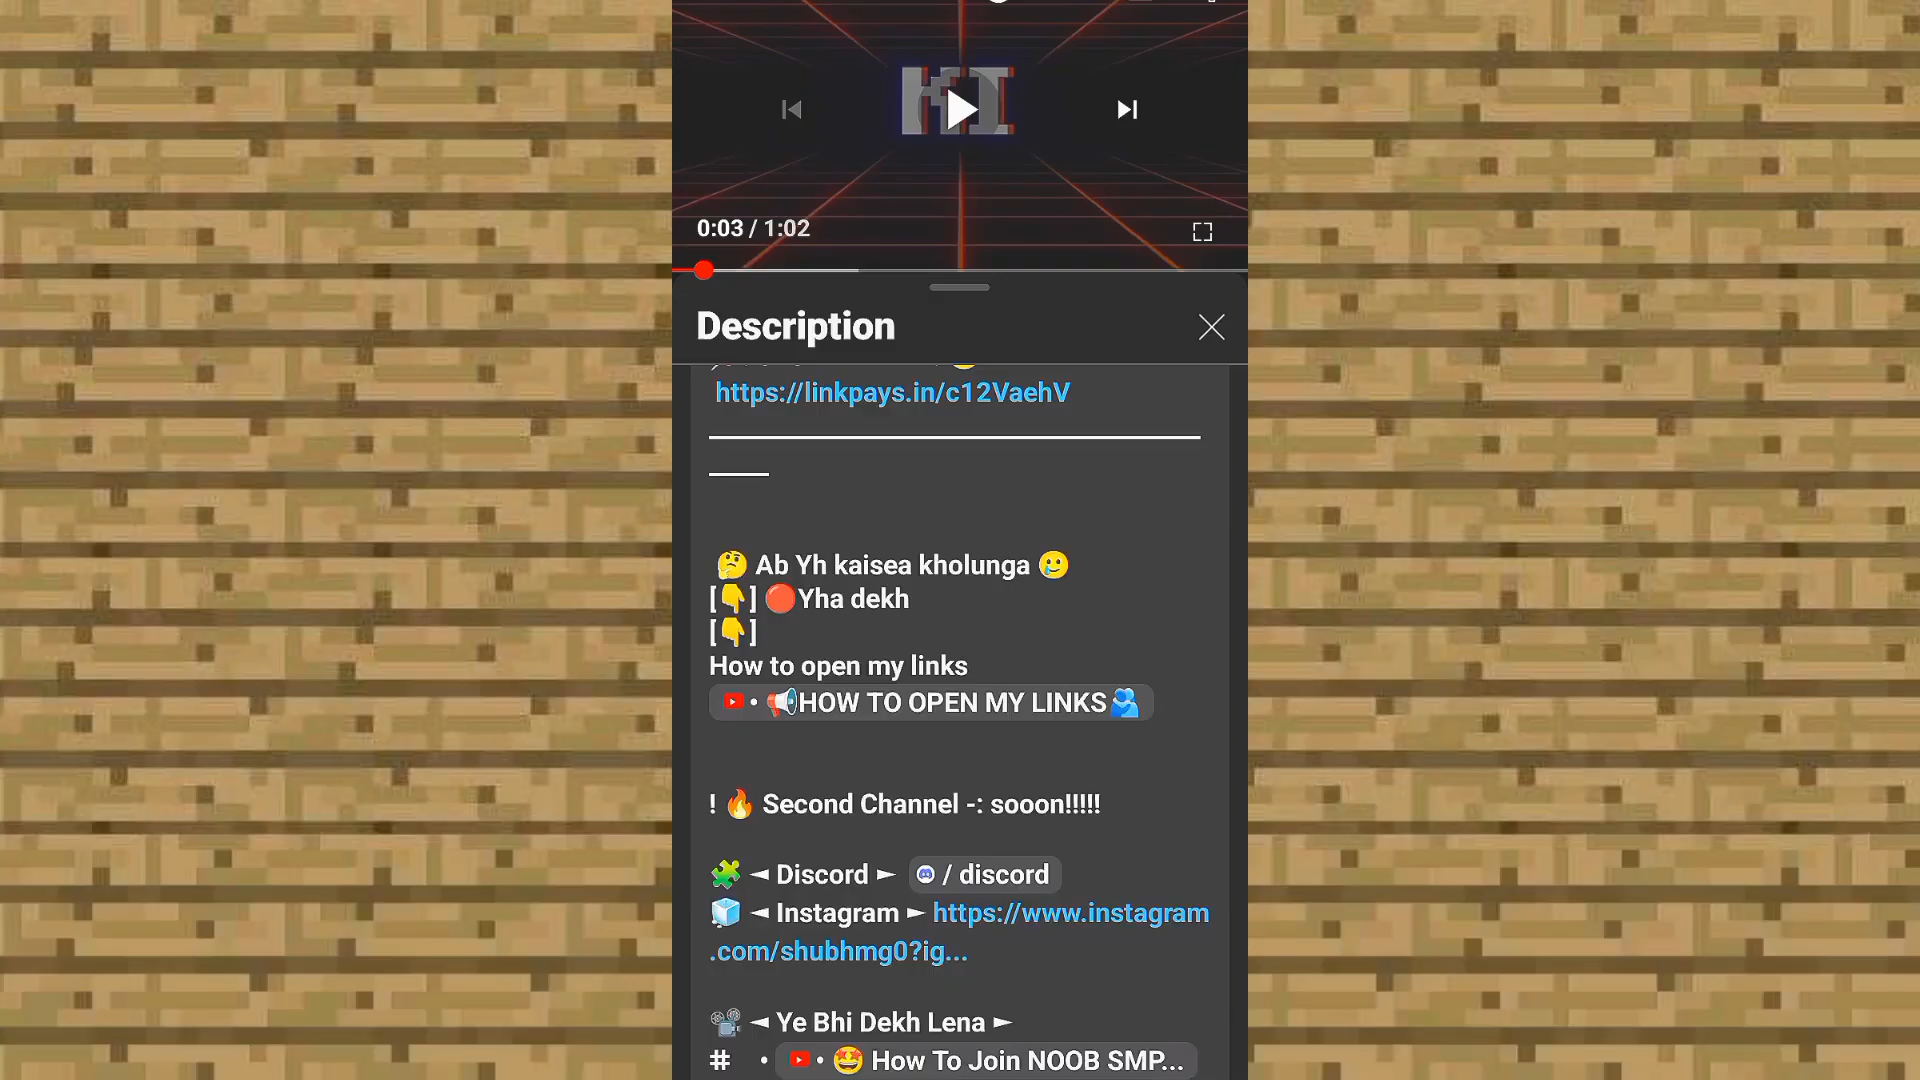 KI
0:03 / 1:02
Description
https://linkpays.in/c12VaehV
🤔 Ab Yh kaisea kholunga 🥲
[👇] 🔴Yha dekh
[👇]
How to open my links
• 📢HOW TO OPEN MY LINKS🫂
! 🔥 Second Channel -: sooon!!!!!
🧩 ◄ Discord ► / discord
🧊 ◄ Instagram ► https://www.instagram
.com/shubhmg0?ig...
📽 ◄ Ye Bhi Dekh Lena ►
# • • 🤩 How To Join NOOB SMP...